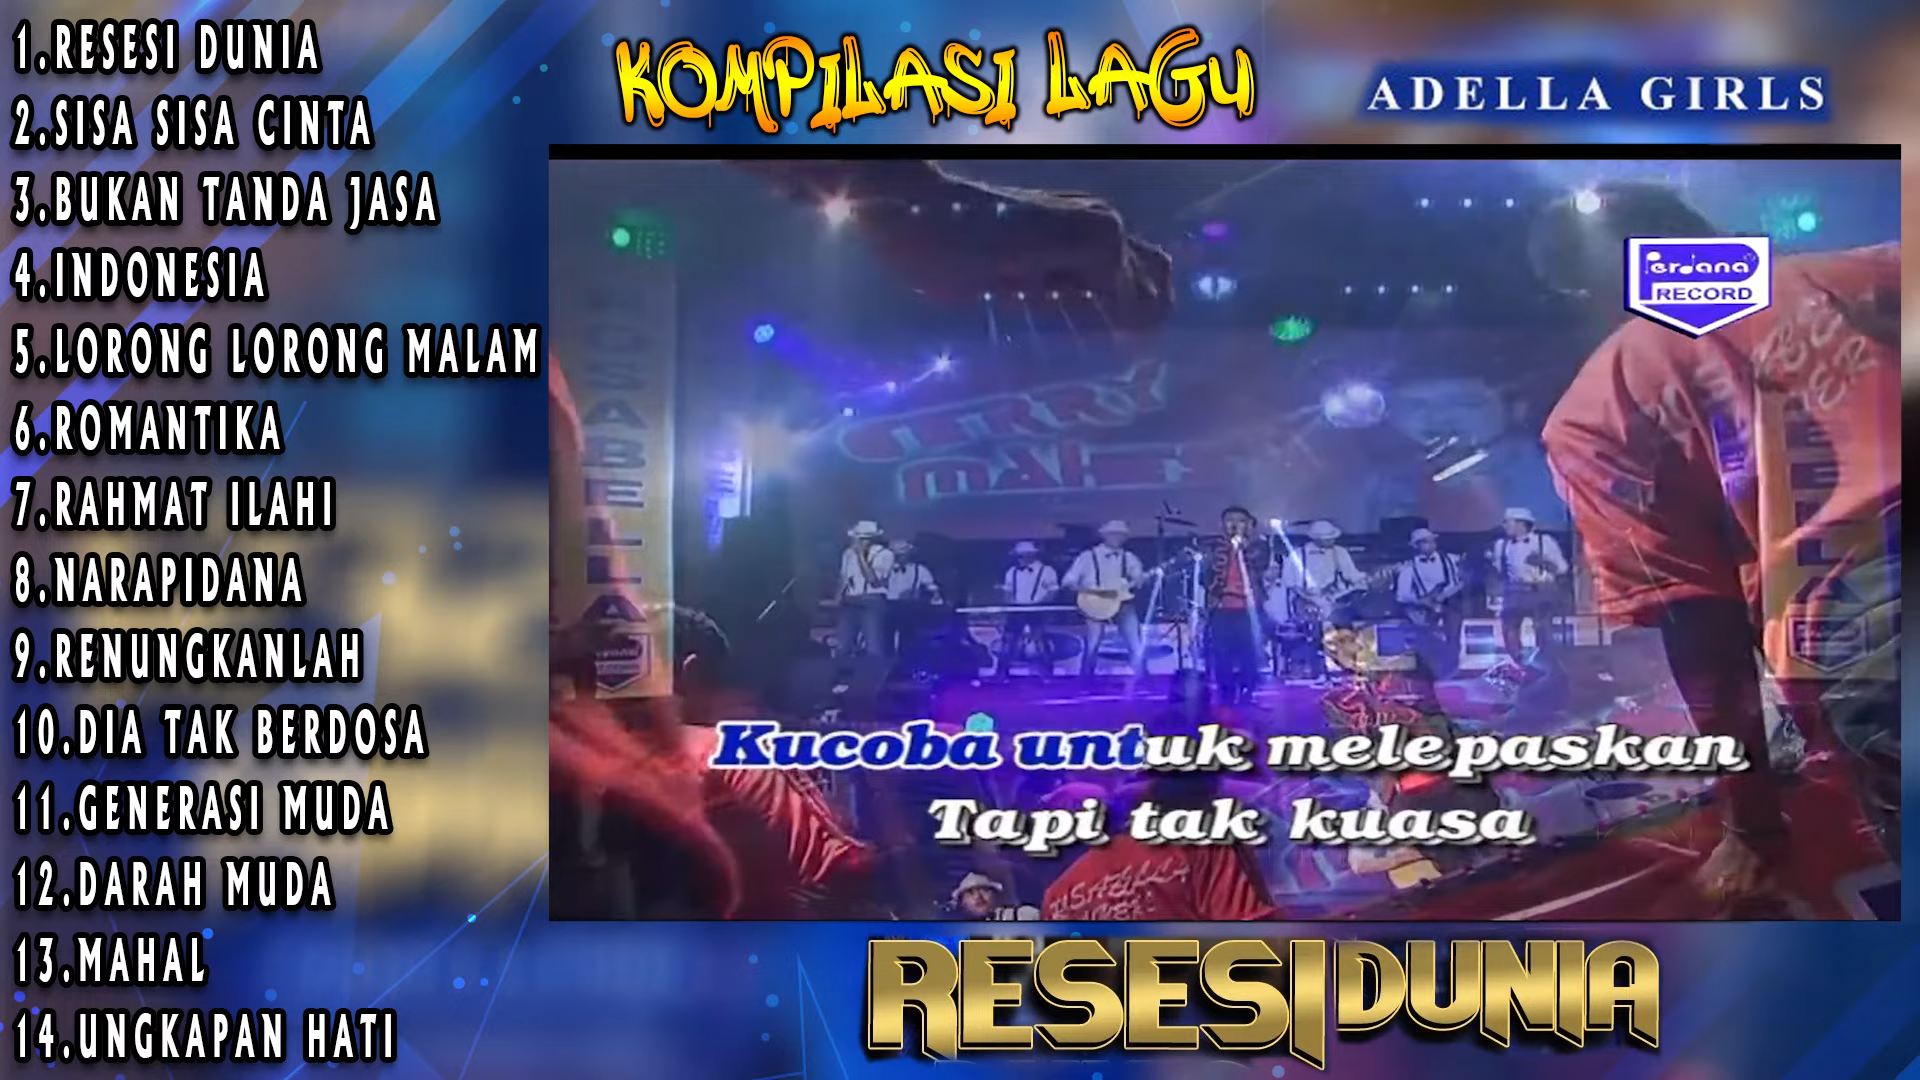 1.RESESI DUNIA
2.SISA SISA CINTA
3.BUKAN TANDA JASA
4.INDONESIA
5.LORONG LORONG MALAM
6.ROMANTIKA
7.RAHMAT ILAHI
8.NARAPIDANA
9.RENUNGKANLAH
10.DIA TAK BERDOSA
11.GENERASI MUDA
12.DARAH MUDA
13.MAHAL
14.UNGKAPAN HATI
KOMPILASI LAGU
ADELLA GIRLS
Perdana
RECORD
Kucoba untuk melepaskan
Tapi tak kuasa
RESESI DUNIA